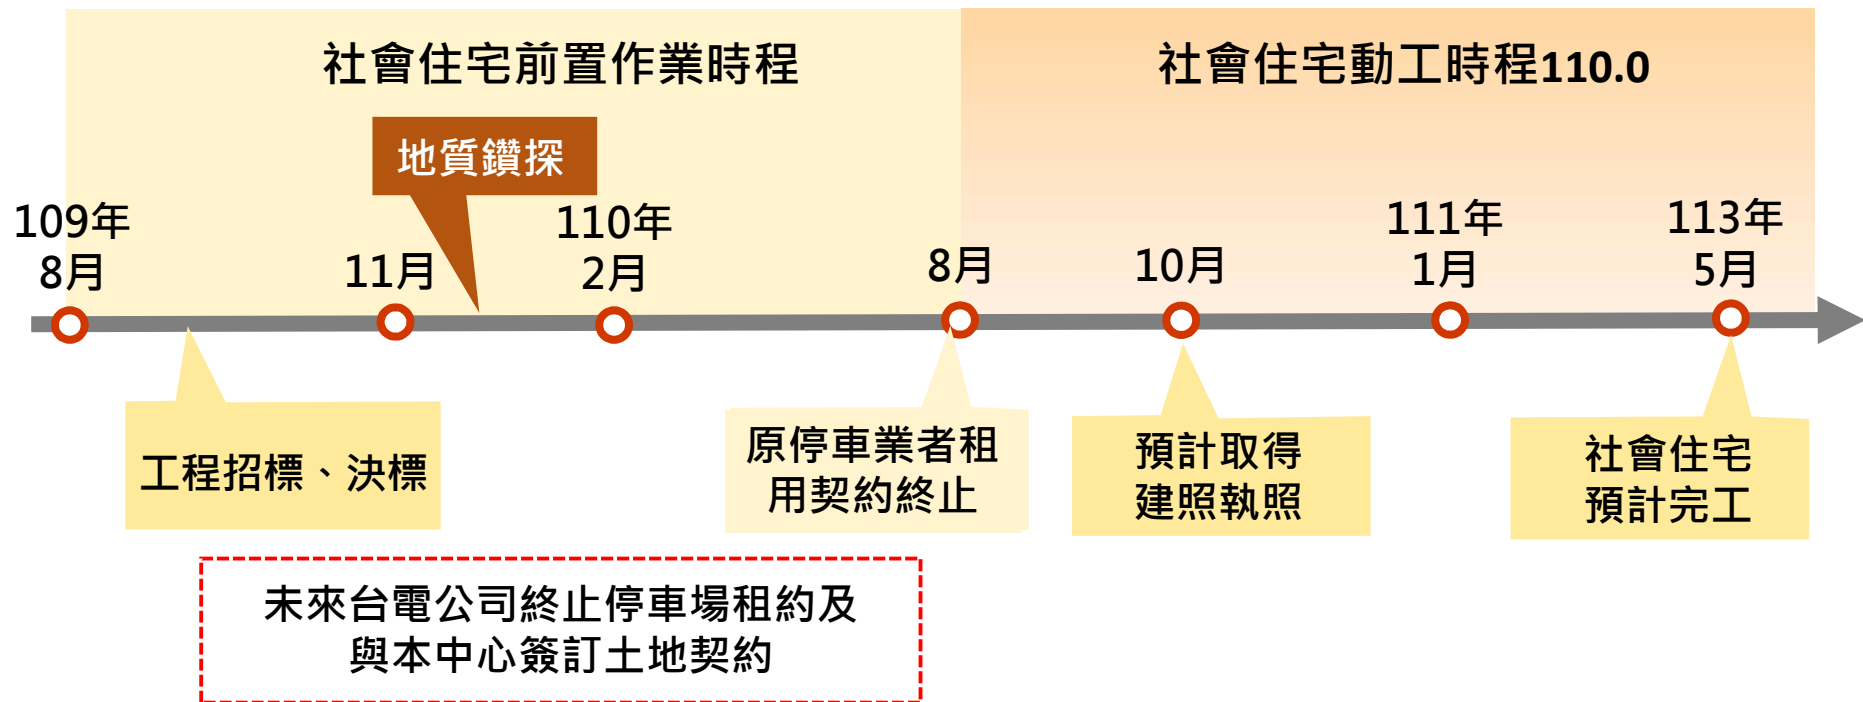 社會住宅前置作業時程
社會住宅動工時程110.0
地質鑽探
109年
8月
11月
110年
2月
8月
10月
111年
1月
113年
5月
工程招標、決標
原停車業者租
用契約終止
預計取得
建照執照
社會住宅
預計完工
未來台電公司終止停車場租約及
與本中心簽訂土地契約